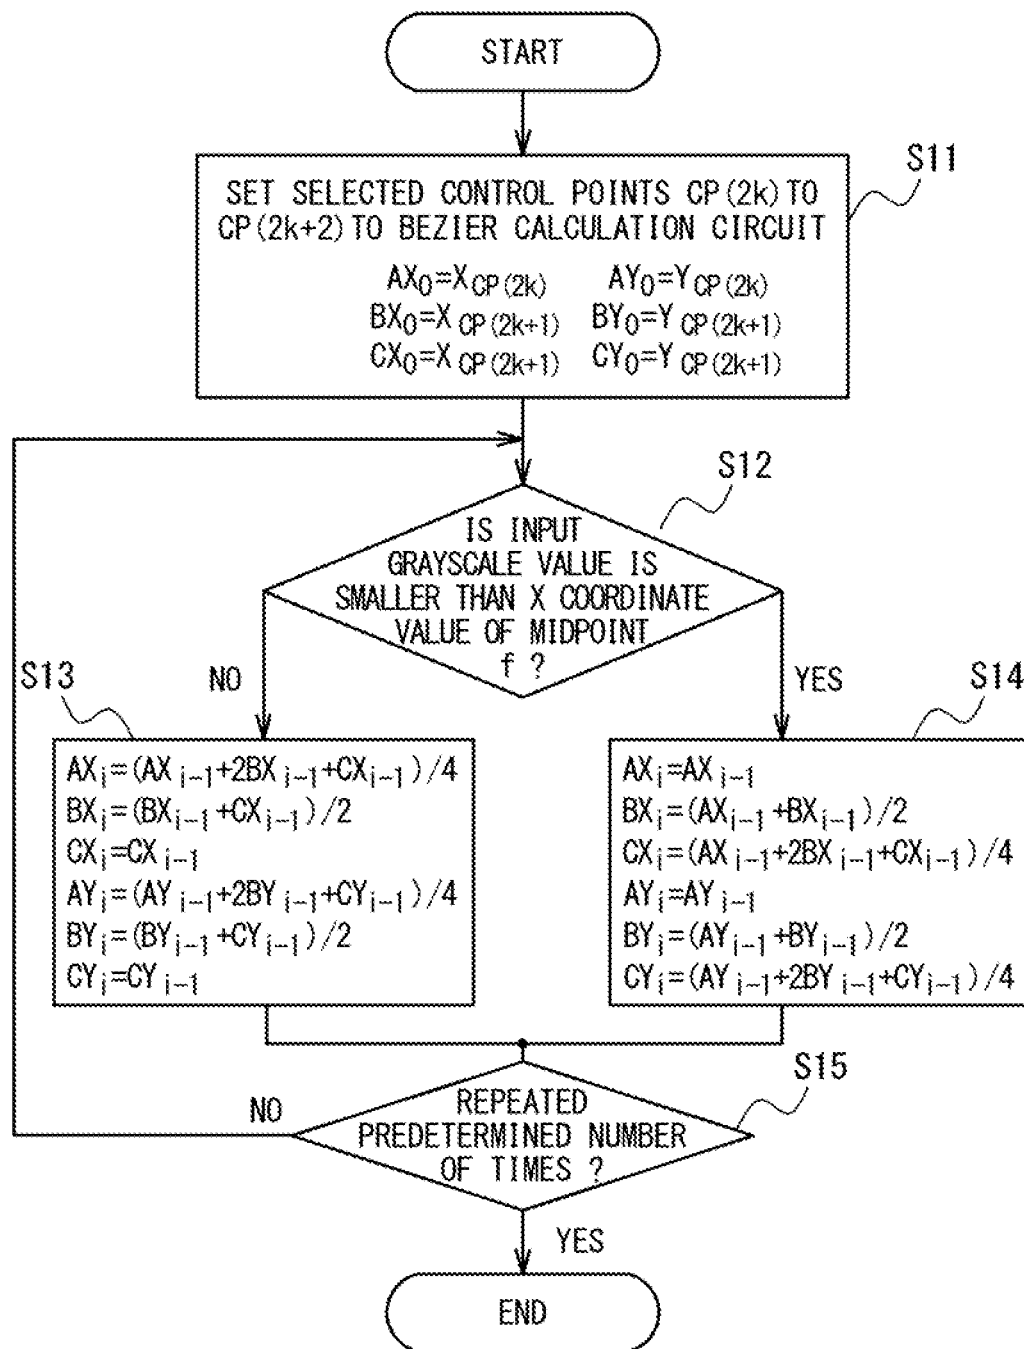 START
S11
SET SELECTED CONTROL POINTS CP(2k) TO
CP(2k+2) TO BEZIER CALCULATION CIRCUIT
AX0=XCP(2k) AY0=YCP(2k)
BX0=XCP(2k+1) BY0=YCP(2k+1)
CX0=XCP(2k+1) CY0=YCP(2k+1)
S12
IS INPUT
GRAYSCALE VALUE IS
SMALLER THAN X COORDINATE
VALUE OF MIDPOINT
f ?
S13
NO
YES
S14
AXi=(AXi-1+2BXi-1+CXi-1)/4
BXi=(BXi-1+CXi-1)/2
CXi=CXi-1
AYi=(AYi-1+2BYi-1+CYi-1)/4
BYi=(BYi-1+CYi-1)/2
CYi=CYi-1
AXi=AXi-1
BXi=(AXi-1+BXi-1)/2
CXi=(AXi-1+2BXi-1+CXi-1)/4
AYi=AYi-1
BYi=(AYi-1+BYi-1)/2
CYi=(AYi-1+2BYi-1+CYi-1)/4
S15
NO
REPEATED
PREDETERMINED NUMBER
OF TIMES ?
YES
END